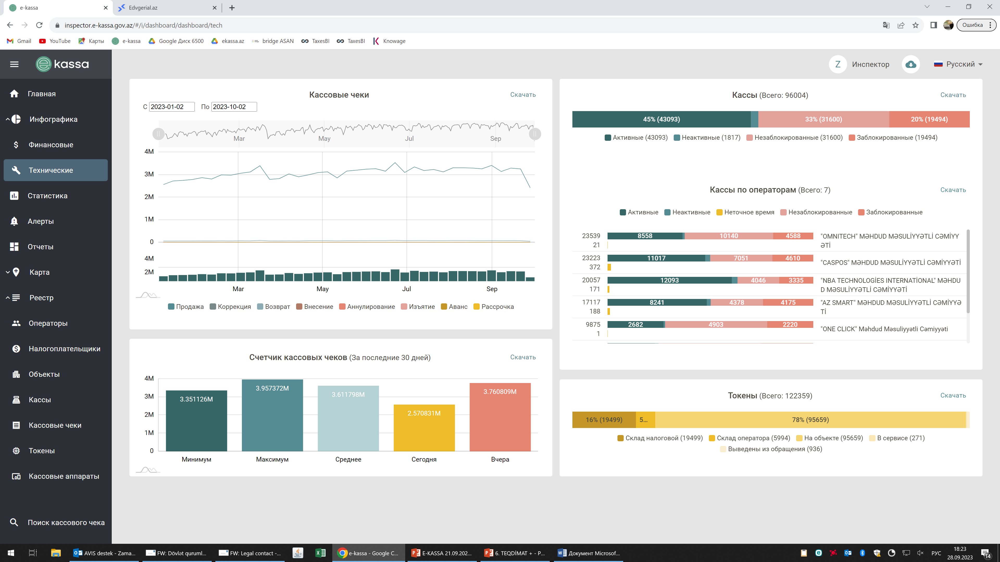 e-kassa
Edvgerial.az
inspector.e-kassa.gov.az/#/i/dashboard/dashboard/tech
Ошибка
Gmail
YouTube
Карты
e-kassa
Google Диск 6500
ekassa.az
bridge ASAN
TaxesBI
TaxesBI
Knowage
e kassa
Z
Инспектор
Русский
Главная
Инфографика
Финансовые
Технические
Статистика
Алерты
Отчеты
Карта
Реестр
Операторы
Налогоплательщики
Объекты
Кассы
Кассовые чеки
Токены
Кассовые аппараты
Поиск кассового чека
Кассовые чеки
Скачать
С 2023-01-02 По 2023-10-02
Mar May Jul Sep
4M
3M
2M
1M
0
4M
2M
Mar May Jul Sep
Продажа Коррекция Возврат Внесение Аннулирование Изъятие Аванс Рассрочка
Счетчик кассовых чеков (За последние 30 дней)
Скачать
4M
3M
2M
1M
0
3.351126M
3.957372M
3.611798M
2.570831M
3.760809M
Минимум Максимум Среднее Сегодня Вчера
Кассы (Всего: 96004)
Скачать
45% (43093) 33% (31600) 20% (19494)
Активные (43093) Неактивные (1817) Незаблокированные (31600) Заблокированные (19494)
Кассы по операторам (Всего: 7)
Скачать
Активные Неактивные Неточное время Незаблокированные Заблокированные
23539 8558 10140 4588 "OMNITECH" MƏHDUD MƏSULİYYƏTLİ CƏMİYY
21 ƏTİ
23223 11017 7051 4610
372
"CASPOS" MƏHDUD MƏSULİYYƏTLİ CƏMİYYƏTİ
20057 12093 4046 3335 "NBA TECHNOLOGİES INTERNATİONAL" MƏHDU
171 D MƏSULİYYƏTLİ CƏMİYYƏTİ
17117 8241 4378 4175 "AZ SMART" MƏHDUD MƏSULİYYƏTLİ CƏMİYYƏ
188 Tİ
9875 2682 4903 2220
1
"ONE CLICK" Məhdud Məsuliyyətli Cəmiyyəti
Токены (Всего: 122359)
Скачать
16% (19499) 5... 78% (95659)
Склад налоговой (19499) Склад оператора (5994) На объекте (95659) В сервисе (271)
Выведены из обращения (936)
AVIS destek - Zama...
FW: Dövlət qurumL...
FW: Legal contact -...
e-kassa - Google C...
E-KASSA 21.09.202...
6. TEQDİMAT + - P...
Документ Microsof...
РУС
18:23
28.09.2023
14